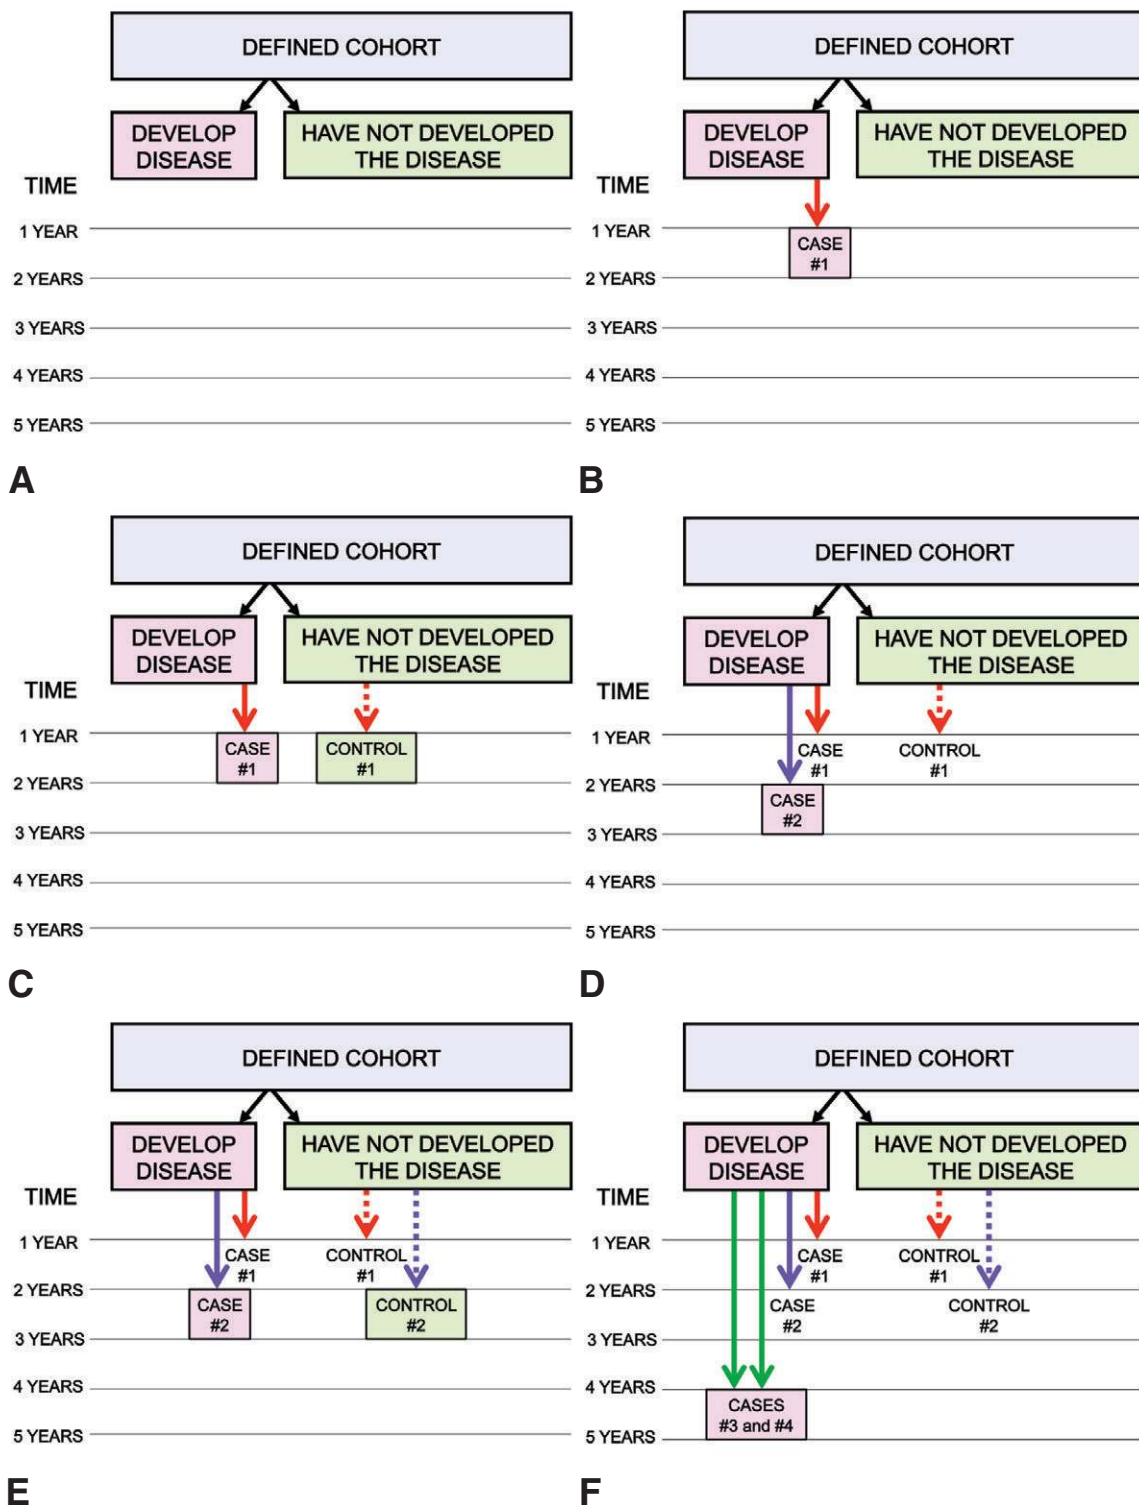 DEFINED COHORT
DEVELOP
DISEASE
HAVE NOT DEVELOPED
THE DISEASE
TIME
1 YEAR
2 YEARS
3 YEARS
4 YEARS
5 YEARS
A
DEFINED COHORT
DEVELOP
DISEASE
HAVE NOT DEVELOPED
THE DISEASE
TIME
1 YEAR
CASE
#1
2 YEARS
3 YEARS
4 YEARS
5 YEARS
B
DEFINED COHORT
DEVELOP
DISEASE
HAVE NOT DEVELOPED
THE DISEASE
TIME
1 YEAR
CASE
#1
CONTROL
#1
2 YEARS
3 YEARS
4 YEARS
5 YEARS
C
DEFINED COHORT
DEVELOP
DISEASE
HAVE NOT DEVELOPED
THE DISEASE
TIME
1 YEAR
CASE
#1
CONTROL
#1
2 YEARS
CASE
#2
3 YEARS
4 YEARS
5 YEARS
D
DEFINED COHORT
DEVELOP
DISEASE
HAVE NOT DEVELOPED
THE DISEASE
TIME
1 YEAR
CASE
#1
CONTROL
#1
2 YEARS
CASE
#2
CONTROL
#2
3 YEARS
4 YEARS
5 YEARS
E
DEFINED COHORT
DEVELOP
DISEASE
HAVE NOT DEVELOPED
THE DISEASE
TIME
1 YEAR
CASE
#1
CONTROL
#1
2 YEARS
CASE
#2
CONTROL
#2
3 YEARS
4 YEARS
CASES
#3 and #4
5 YEARS
F